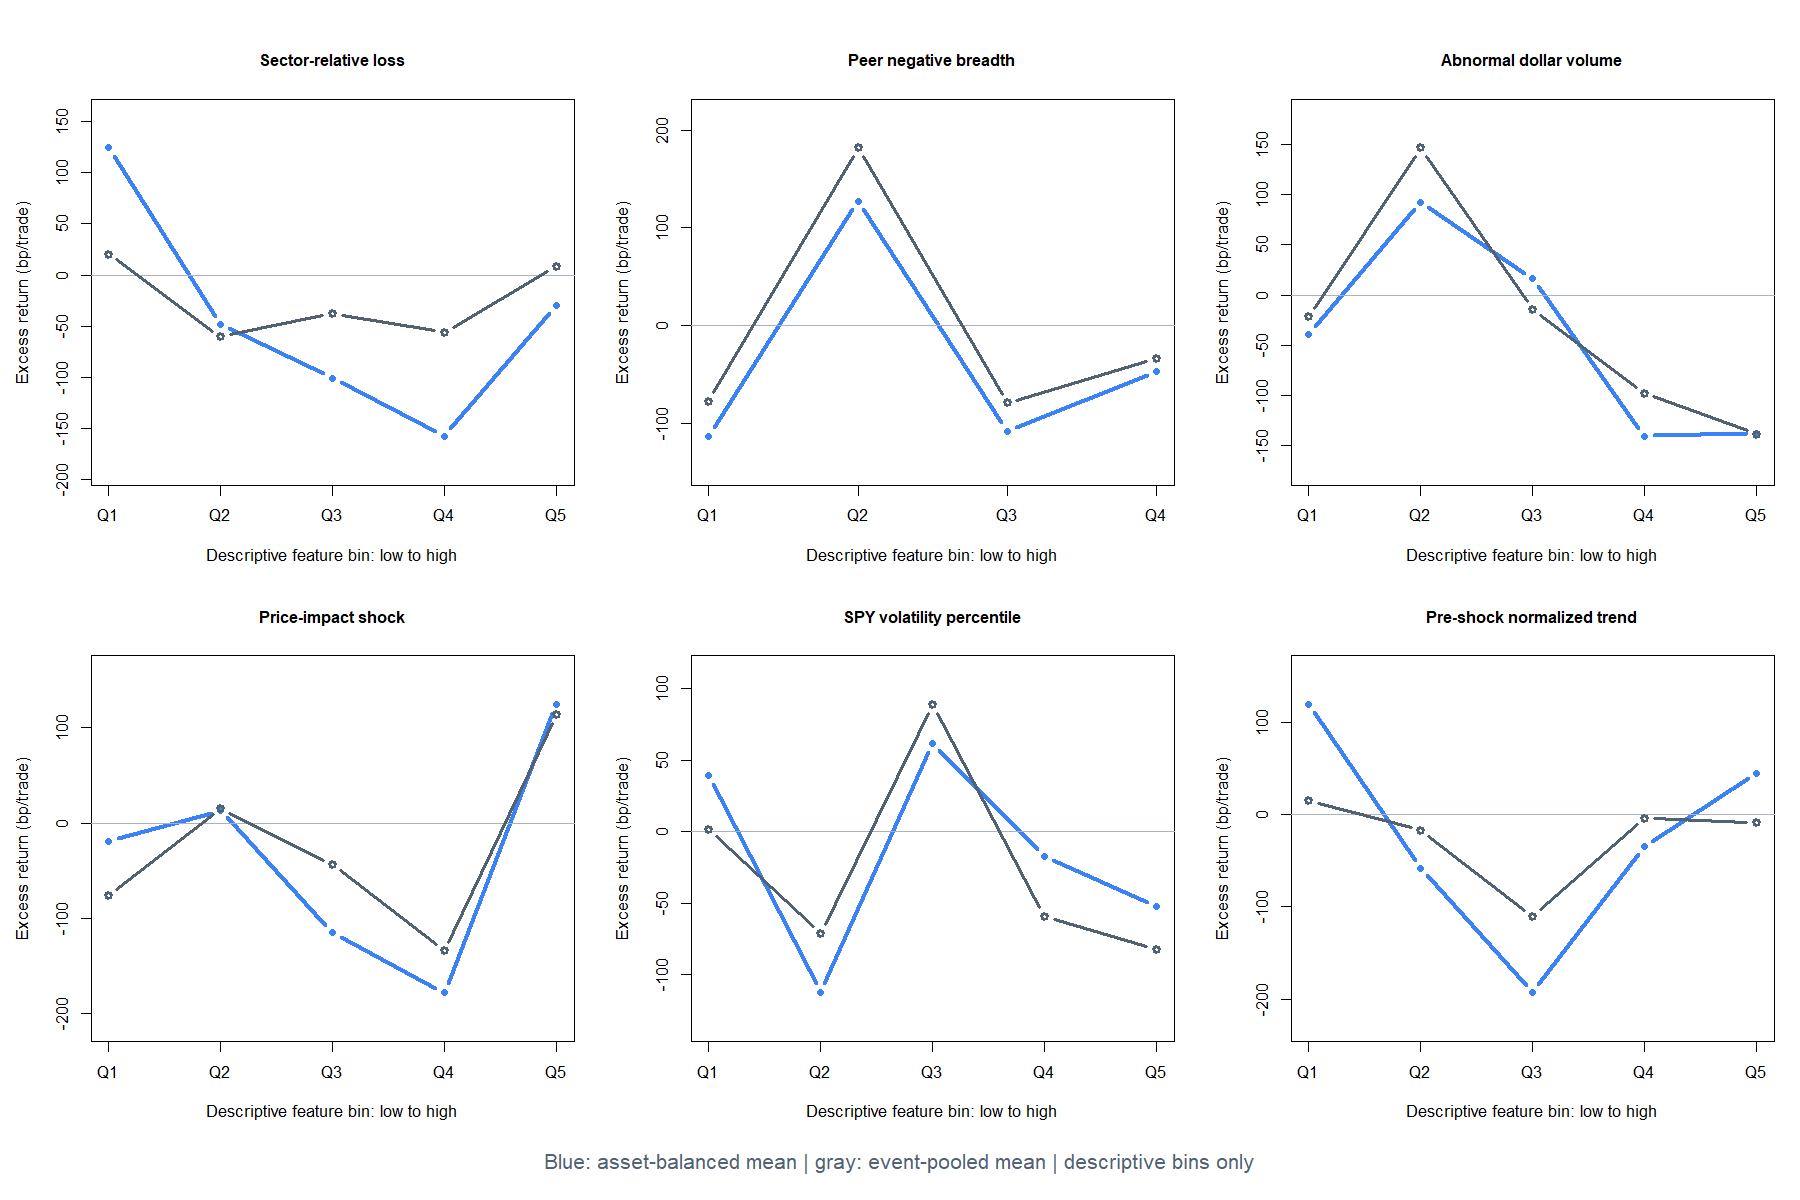 Sector-relative loss
Excess return (bp/trade)
150
100
50
0
-50
-100
-150
-200
Q1 Q2 Q3 Q4 Q5
Descriptive feature bin: low to high
Peer negative breadth
Excess return (bp/trade)
200
100
0
-100
Q1 Q2 Q3 Q4
Descriptive feature bin: low to high
Abnormal dollar volume
Excess return (bp/trade)
150
100
50
0
-50
-100
-150
Q1 Q2 Q3 Q4 Q5
Descriptive feature bin: low to high
Price-impact shock
Excess return (bp/trade)
100
0
-100
-200
Q1 Q2 Q3 Q4 Q5
Descriptive feature bin: low to high
SPY volatility percentile
Excess return (bp/trade)
100
50
0
-50
-100
Q1 Q2 Q3 Q4 Q5
Descriptive feature bin: low to high
Pre-shock normalized trend
Excess return (bp/trade)
100
0
-100
-200
Q1 Q2 Q3 Q4 Q5
Descriptive feature bin: low to high
Blue: asset-balanced mean | gray: event-pooled mean | descriptive bins only